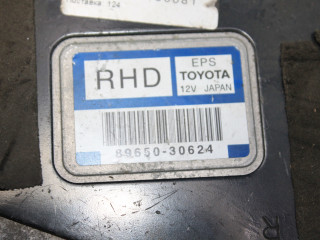 RHD
EPS
TOYOTA
12V JAPAN
89650-30624